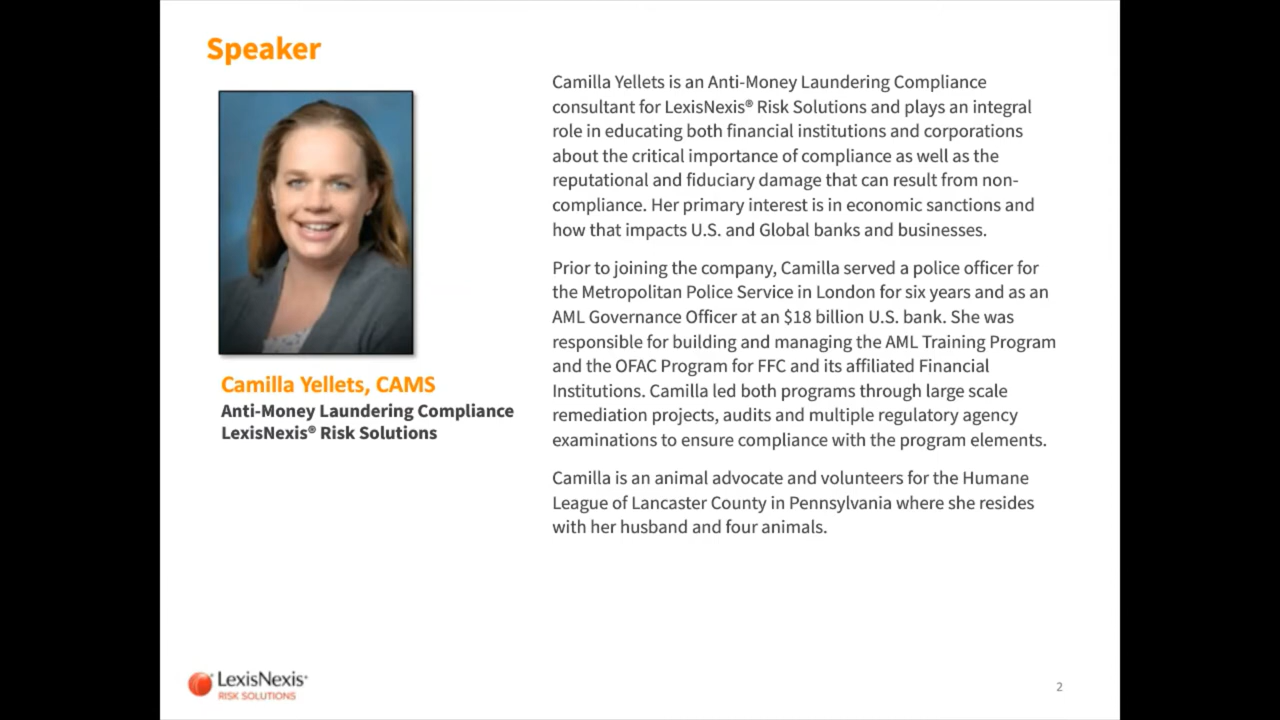 Speaker
Camilla Yellets, CAMS
Anti-Money Laundering Compliance
LexisNexis® Risk Solutions
Camilla Yellets is an Anti-Money Laundering Compliance
consultant for LexisNexis® Risk Solutions and plays an integral
role in educating both financial institutions and corporations
about the critical importance of compliance as well as the
reputational and fiduciary damage that can result from non-
compliance. Her primary interest is in economic sanctions and
how that impacts U.S. and Global banks and businesses.
Prior to joining the company, Camilla served a police officer for
the Metropolitan Police Service in London for six years and as an
AML Governance Officer at an $18 billion U.S. bank. She was
responsible for building and managing the AML Training Program
and the OFAC Program for FFC and its affiliated Financial
Institutions. Camilla led both programs through large scale
remediation projects, audits and multiple regulatory agency
examinations to ensure compliance with the program elements.
Camilla is an animal advocate and volunteers for the Humane
League of Lancaster County in Pennsylvania where she resides
with her husband and four animals.
LexisNexis®
RISK SOLUTIONS
2